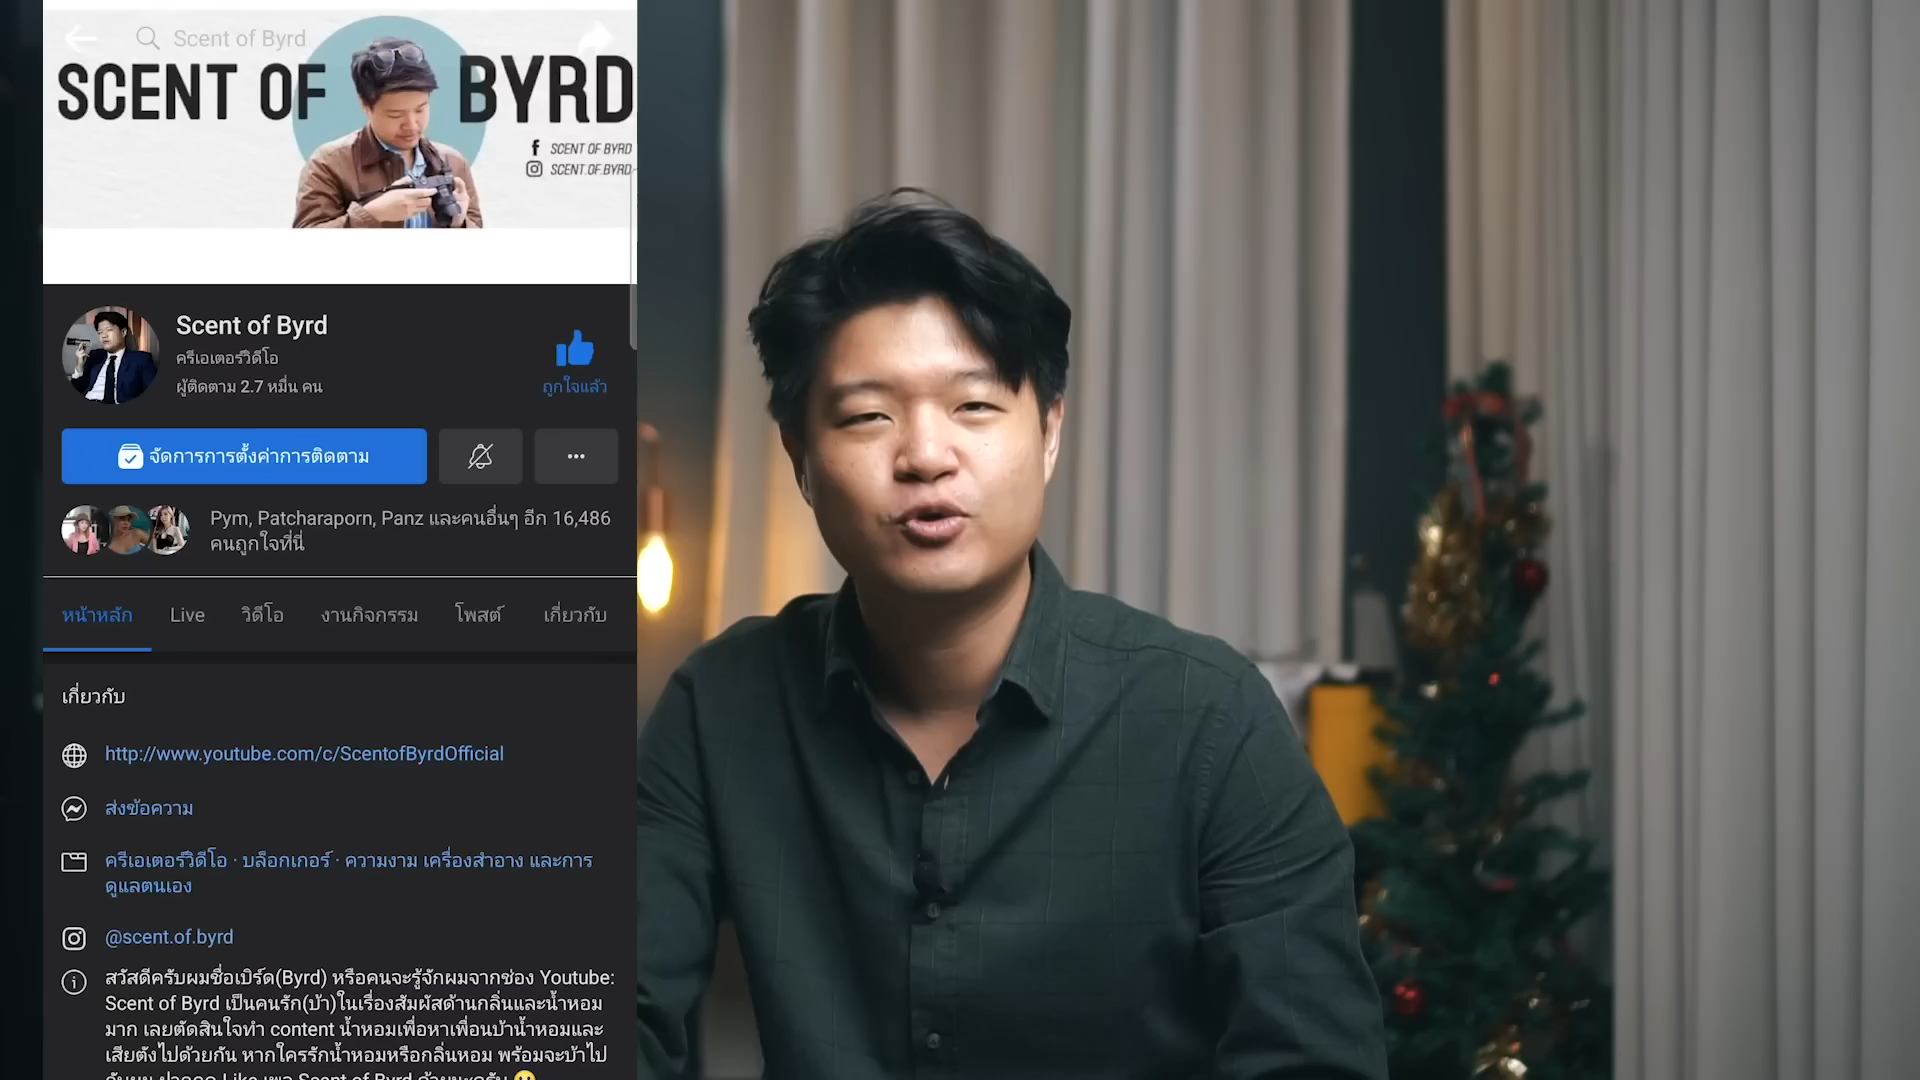 Scent of Byrd
SCENT OF BYRD
SCENT OF BYRD
SCENT.OF.BYRD
Scent of Byrd
ครีเอเตอร์วิดีโอ
ผู้ติดตาม 2.7 หมื่น คน
ถูกใจแล้ว
จัดการการตั้งค่าการติดตาม
Pym, Patcharaporn, Panz และคนอื่นๆ อีก 16,486
คนถูกใจที่นี่
หน้าหลัก Live วิดีโอ งานกิจกรรม โพสต์ เกี่ยวกับ
เกี่ยวกับ
http://www.youtube.com/c/ScentofByrdOfficial
ส่งข้อความ
ครีเอเตอร์วิดีโอ · บล็อกเกอร์ · ความงาม เครื่องสำอาง และการ
ดูแลตนเอง
@scent.of.byrd
สวัสดีครับผมชื่อเบิร์ด(Byrd) หรือคนจะรู้จักผมจากช่อง Youtube:
Scent of Byrd เป็นคนรัก(บ้า)ในเรื่องสัมผัสด้านกลิ่นและน้ำหอม
มาก เลยตัดสินใจทำ content น้ำหอมเพื่อหาเพื่อนบ้าน้ำหอมและ
เสียตังไปด้วยกัน หากใครรักน้ำหอมหรือกลิ่นหอม พร้อมจะบ้าไป
Like เพจ Scent of Byrd ด้วยนะครับ 🙂